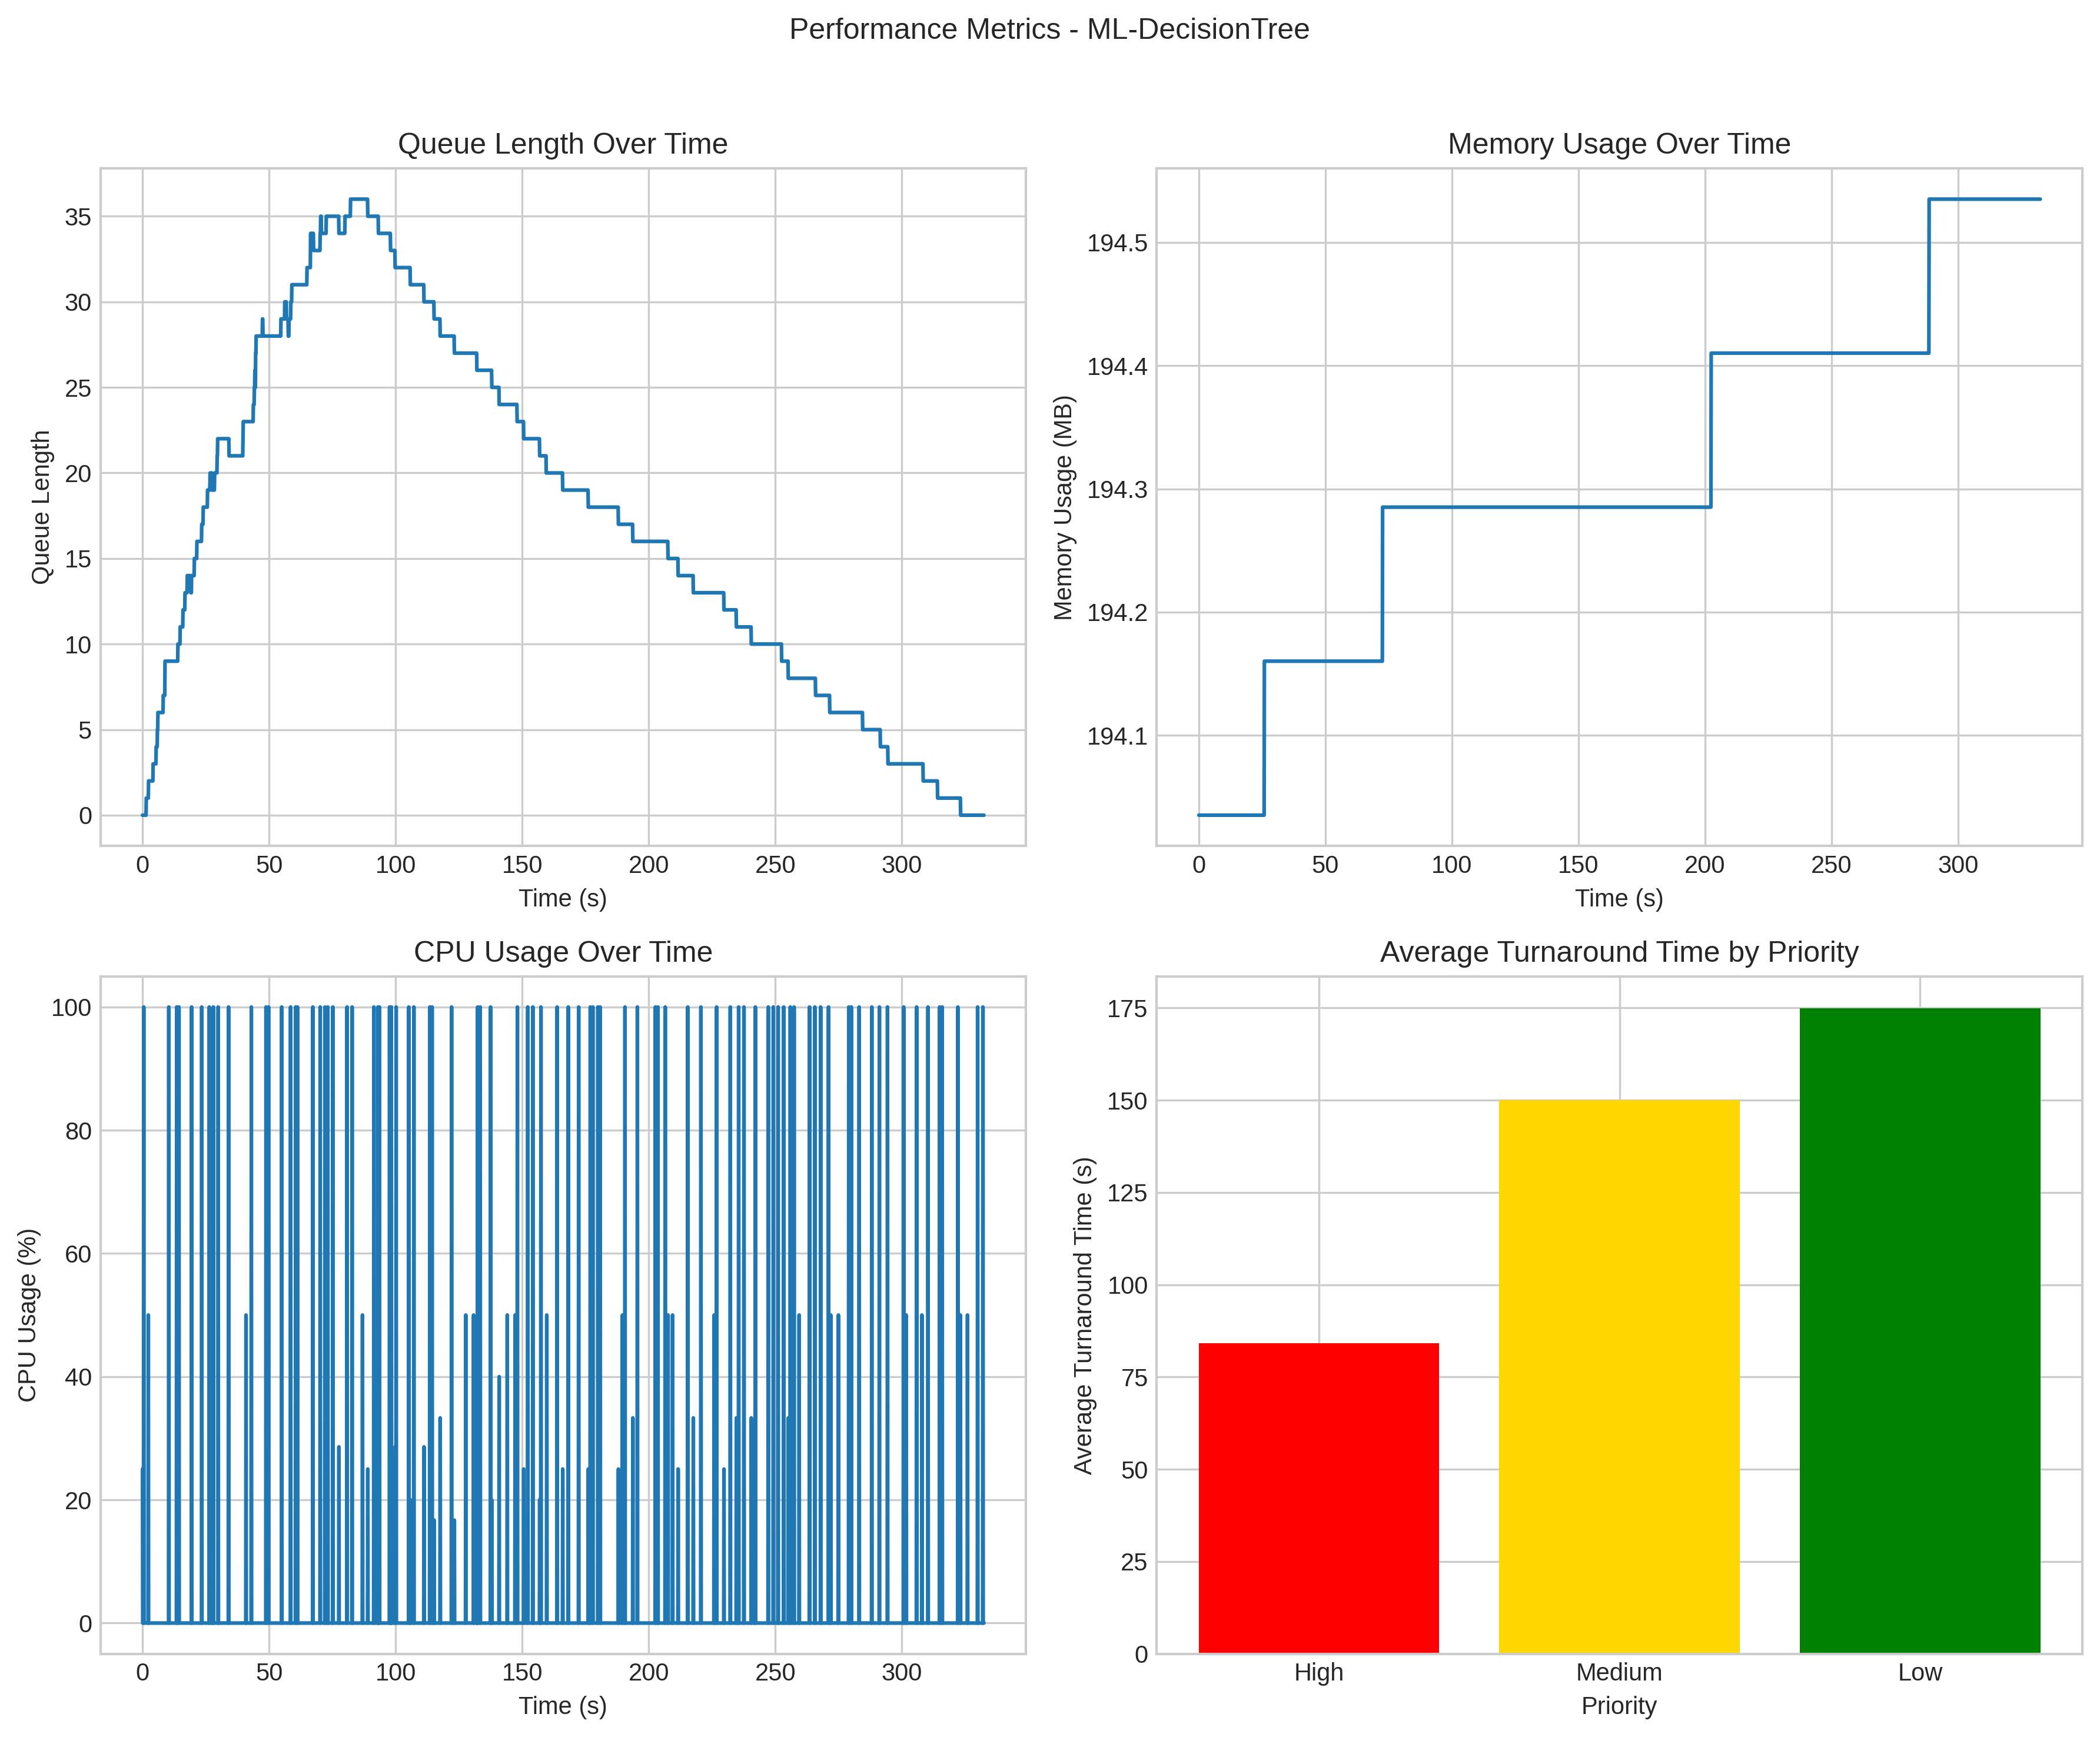 Performance Metrics - ML-DecisionTree
Queue Length Over Time
Queue Length
35
30
25
20
15
10
5
0
0 50 100 150 200 250 300
Time (s)
Memory Usage Over Time
Memory Usage (MB)
194.5
194.4
194.3
194.2
194.1
0 50 100 150 200 250 300
Time (s)
CPU Usage Over Time
CPU Usage (%)
100
80
60
40
20
0
0 50 100 150 200 250 300
Time (s)
Average Turnaround Time by Priority
Average Turnaround Time (s)
175
150
125
100
75
50
25
0
High Medium Low
Priority